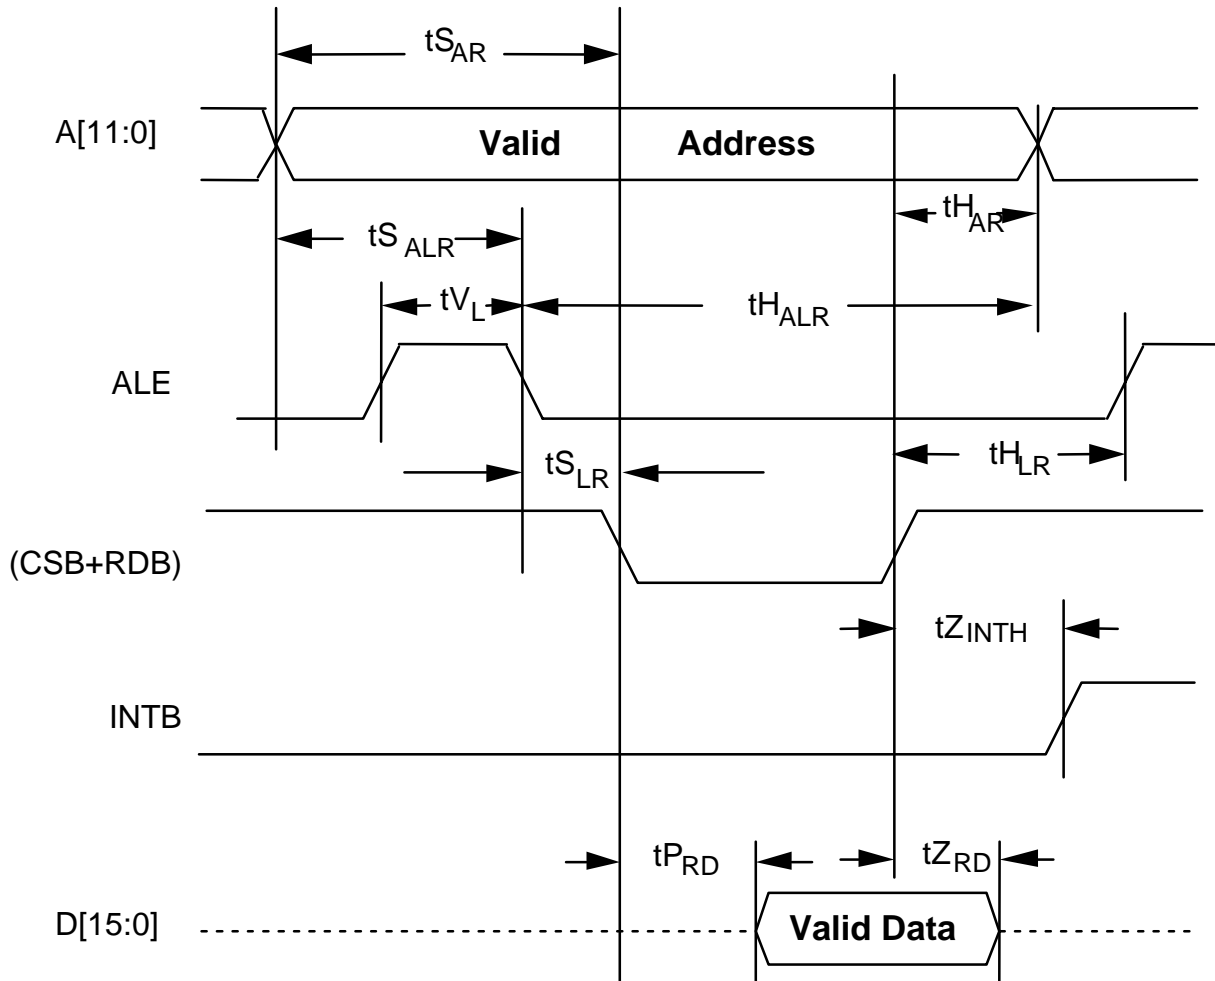 tSAR
A[11:0]
Valid Address
tHAR
tSALR
tVL
tHALR
ALE
tSLR
tHLR
(CSB+RDB)
tZINTH
INTB
tPRD
tZRD
D[15:0]
Valid Data